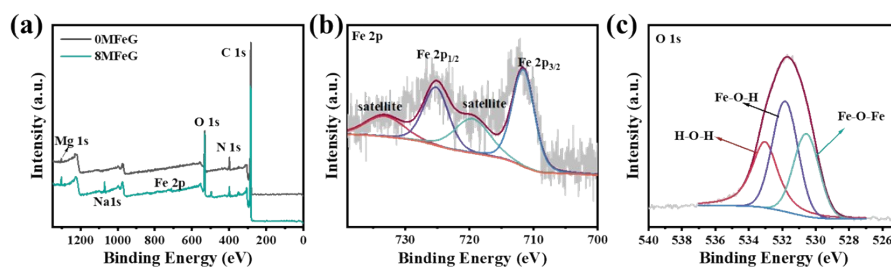 (a)
0MFeG
8MFeG
C 1s
O 1s
N 1s
Mg 1s
Fe 2p
Na1s
Intensity (a.u.)
1200 1000 800 600 400 200 0
Binding Energy (eV)
(b)
Fe 2p
Fe 2p1/2
Fe 2p3/2
satellite
satellite
Intensity (a.u.)
730 720 710 700
Binding Energy (eV)
(c)
O 1s
Fe-O-H
Fe-O-Fe
H-O-H
Intensity (a.u.)
540 538 536 534 532 530 528 526
Binding Energy (eV)